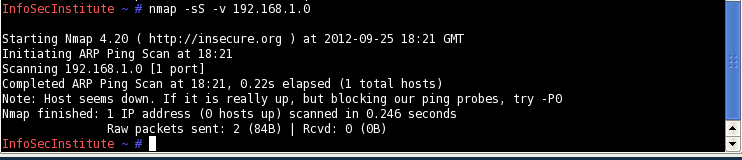 InfoSecInstitute ~ # nmap -sS -v 192.168.1.0
Starting Nmap 4.20 ( http://insecure.org ) at 2012-09-25 18:21 GMT
Initiating ARP Ping Scan at 18:21
Scanning 192.168.1.0 [1 port]
Completed ARP Ping Scan at 18:21, 0.22s elapsed (1 total hosts)
Note: Host seems down. If it is really up, but blocking our ping probes, try -P0
Nmap finished: 1 IP address (0 hosts up) scanned in 0.246 seconds
Raw packets sent: 2 (84B) | Rcvd: 0 (0B)
InfoSecInstitute ~ #